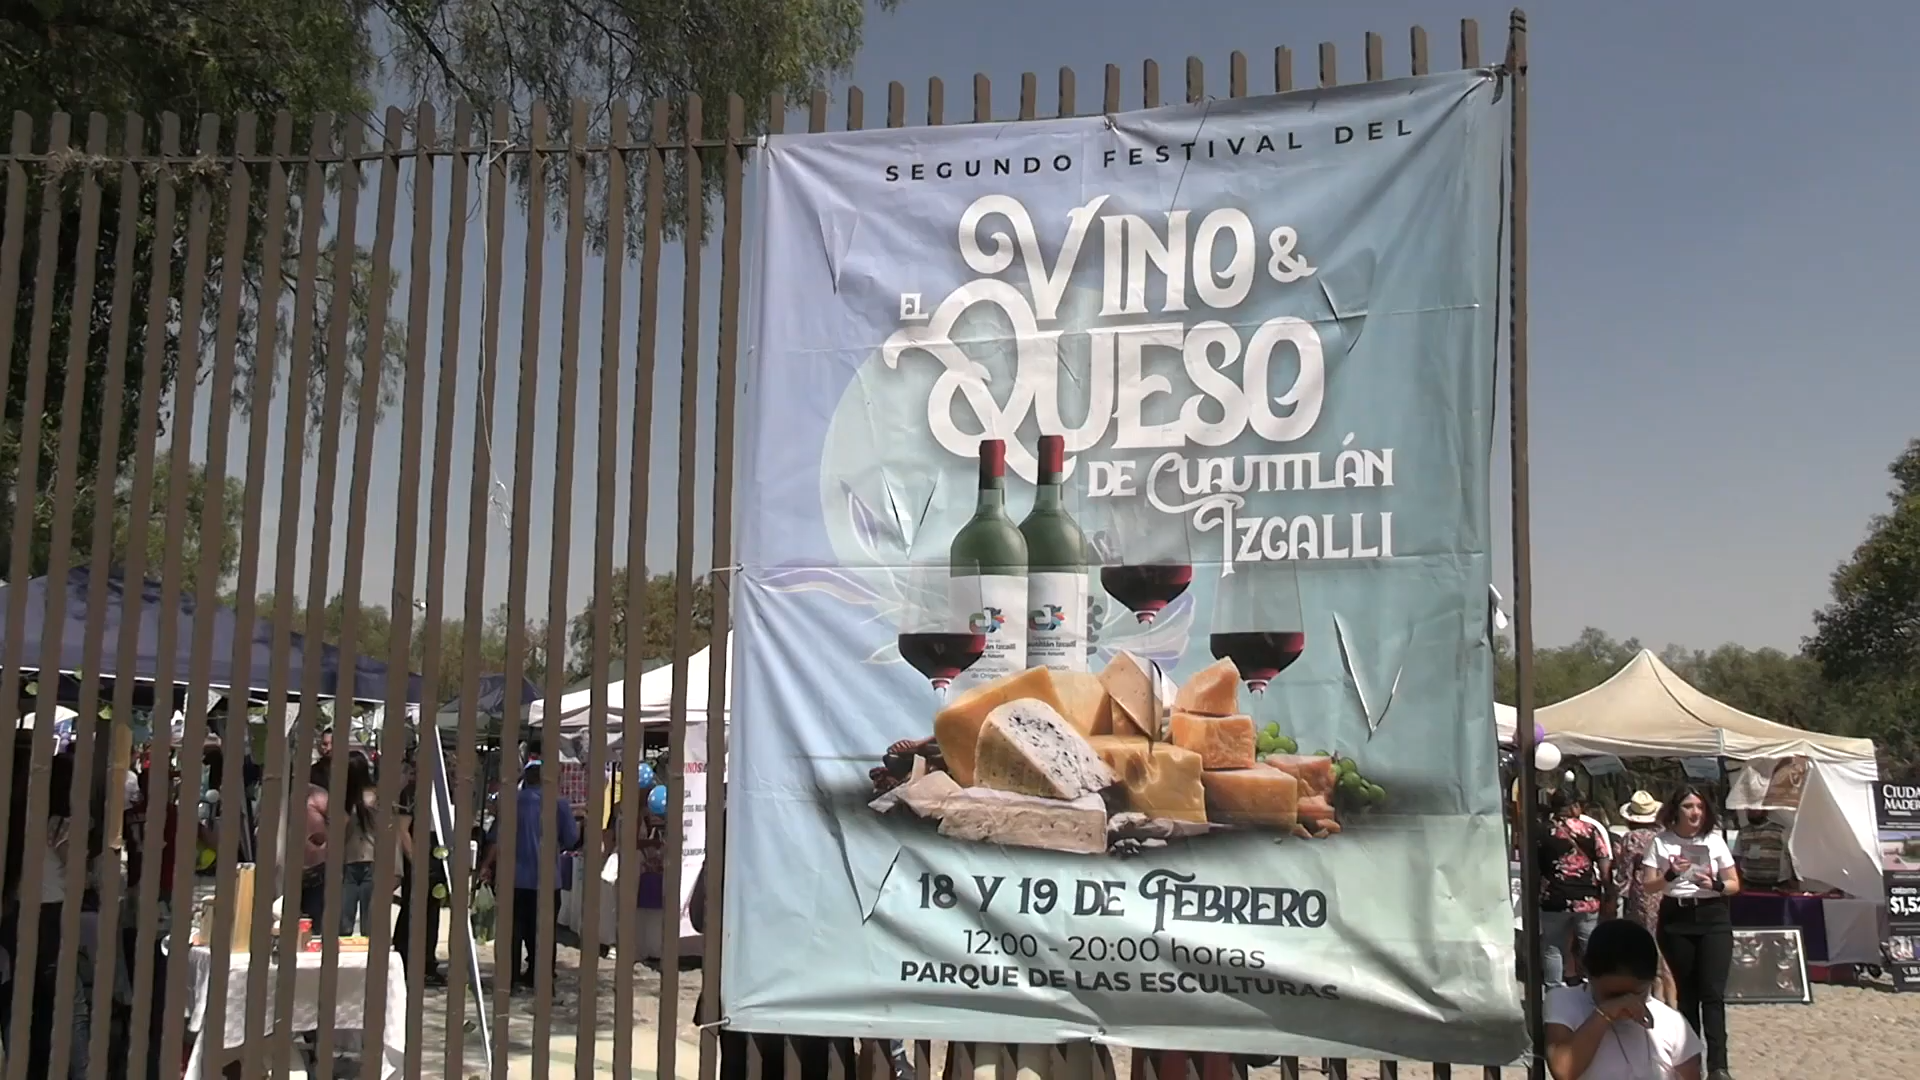 SEGUNDO FESTIVAL DEL
VINO &
EL QUESO
DE CUAUTITLÁN
IZCALLI
18 Y 19 DE FEBRERO
12:00 - 20:00 horas
PARQUE DE LAS ESCULTURAS